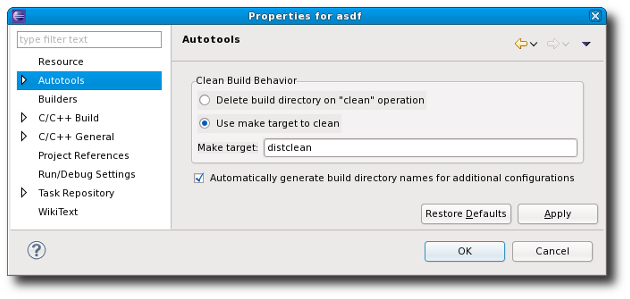 Properties for asdf
type filter text
Resource
Autotools
Builders
C/C++ Build
C/C++ General
Project References
Run/Debug Settings
Task Repository
WikiText
Autotools
Clean Build Behavior
Delete build directory on "clean" operation
Use make target to clean
Make target: distclean
Automatically generate build directory names for additional configurations
Restore Defaults Apply
? OK Cancel